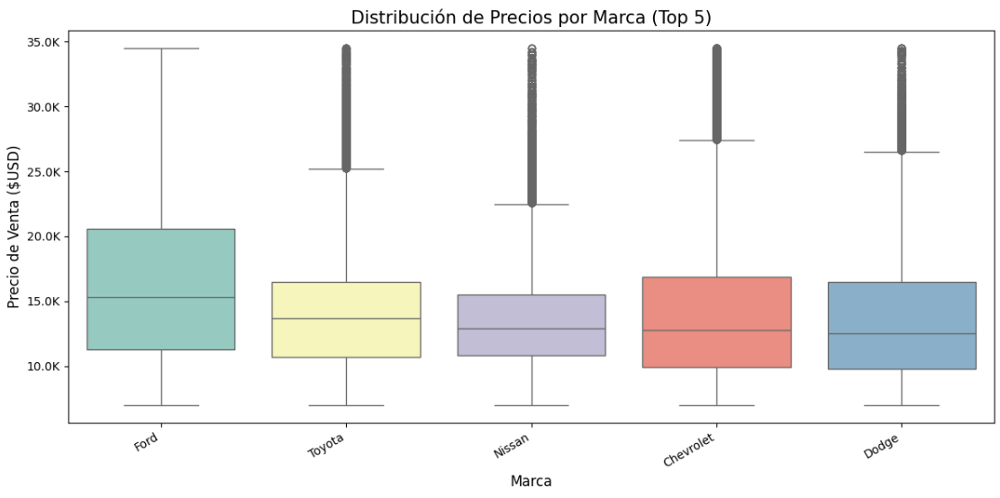 Distribución de Precios por Marca (Top 5)
Precio de Venta ($USD)
35.0K
30.0K
25.0K
20.0K
15.0K
10.0K
Ford
Toyota
Nissan
Chevrolet
Dodge
Marca